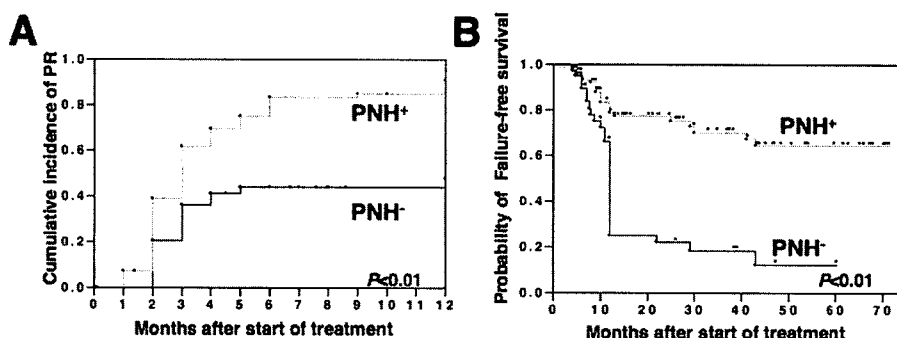 A
Cumulative incidence of PR
1.0
0.8
0.6
0.4
0.2
0.0
PNH+
PNH-
P<0.01
0 1 2 3 4 5 6 7 8 9 10 11 12
Months after start of treatment
B
Probability of Failure-free survival
1.0
0.8
0.6
0.4
0.2
0.0
PNH+
PNH-
P<0.01
0 10 20 30 40 50 60 70
Months after start of treatment